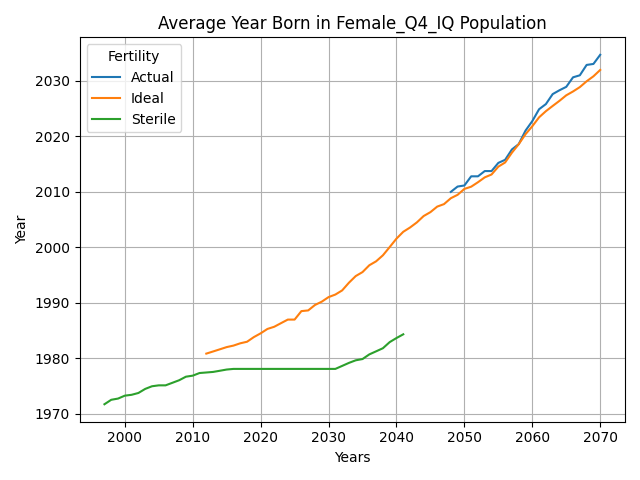 Average Year Born in Female_Q4_IQ Population
Fertility
Actual
Ideal
Sterile
Year
2030
2020
2010
2000
1990
1980
1970
2000 2010 2020 2030 2040 2050 2060 2070
Years